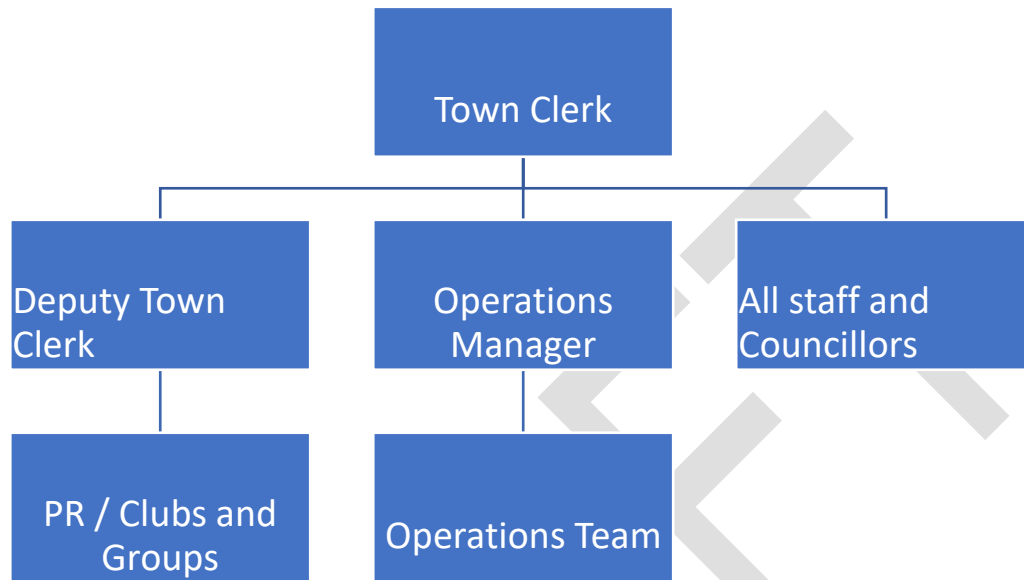 Town Clerk
Deputy Town
Clerk
Operations
Manager
All staff and
Councillors
PR / Clubs and
Groups
Operations Team